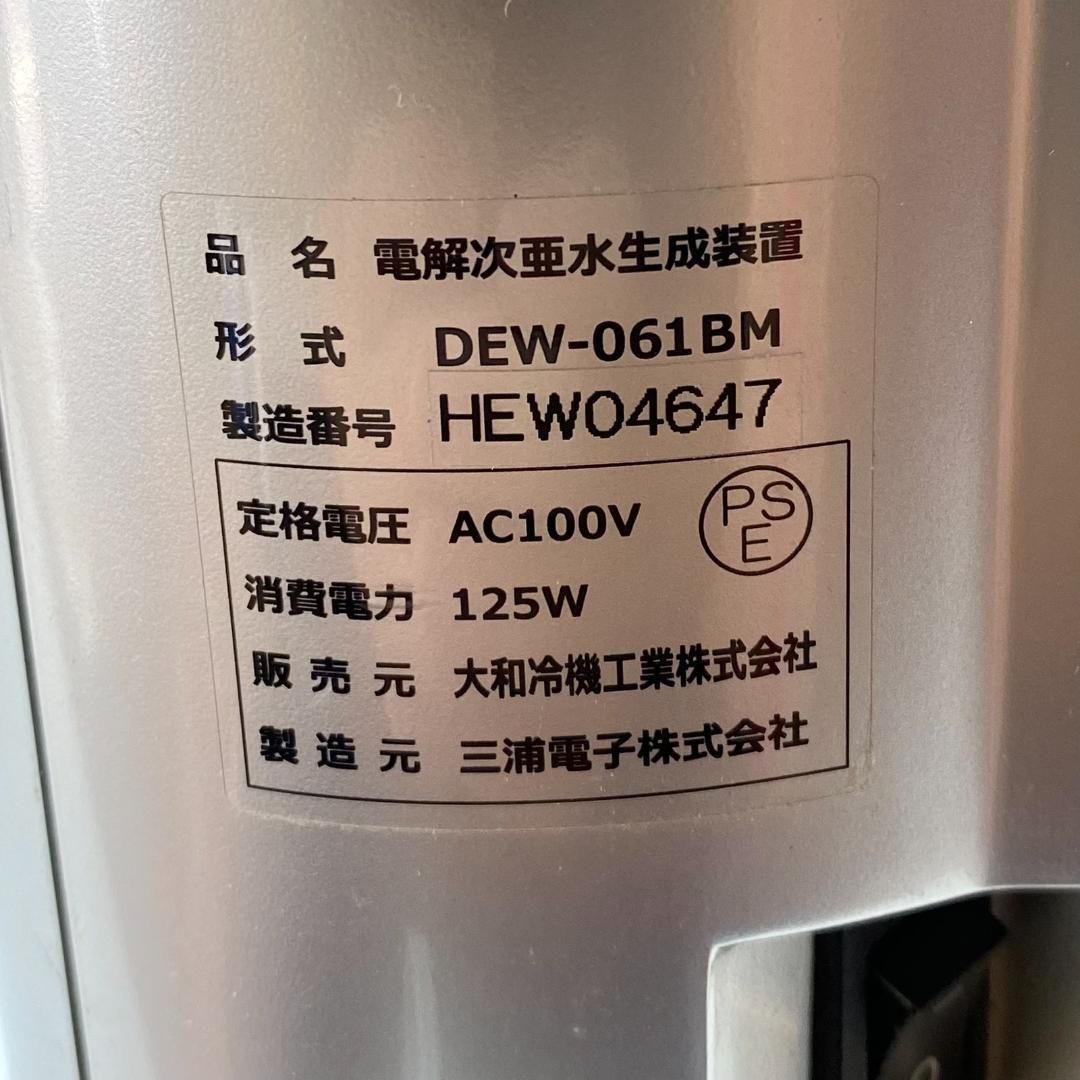 品名 電解次亜水生成装置
形式 DEW-061BM
製造番号 HEW04647
定格電圧 AC100V
PSE
消費電力 125W
販売元 大和冷機工業株式会社
製造元 三浦電子株式会社